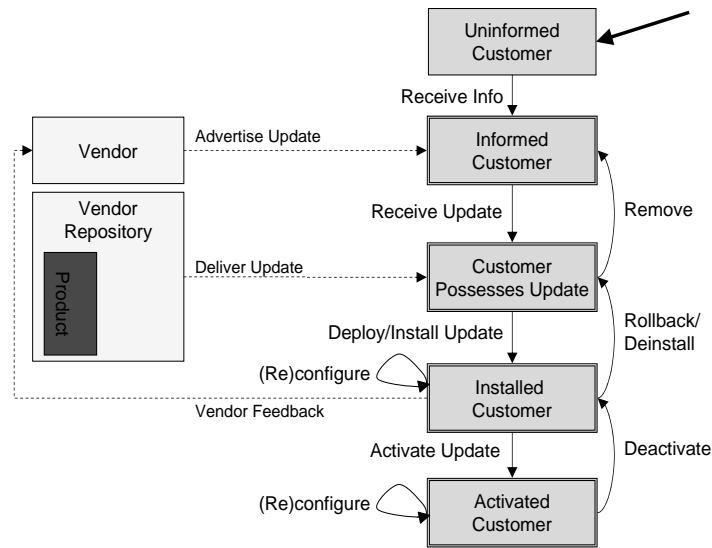 Uninformed
Customer
Receive Info
Vendor
Advertise Update
Informed
Customer
Vendor
Repository
Product
Receive Update
Remove
Deliver Update
Customer
Possesses Update
Deploy/Install Update
Rollback/
Deinstall
(Re)configure
Installed
Customer
Vendor Feedback
Activate Update
Deactivate
(Re)configure
Activated
Customer